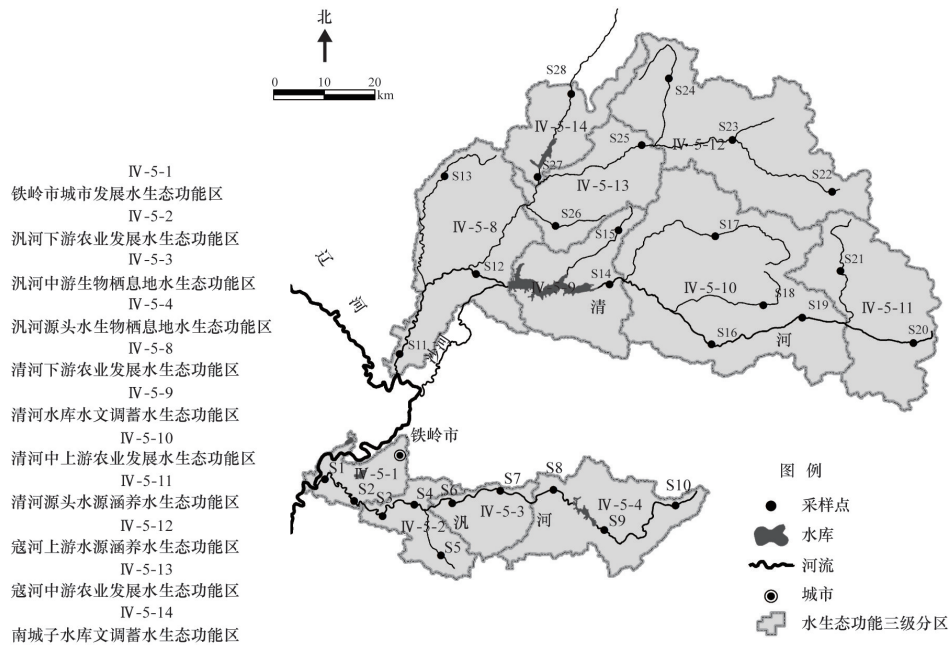 北
0 10 20
km
Ⅳ-5-1
铁岭市城市发展水生态功能区
Ⅳ-5-2
汎河下游农业发展水生态功能区
Ⅳ-5-3
汎河中游生物栖息地水生态功能区
Ⅳ-5-4
汎河源头水生物栖息地水生态功能区
Ⅳ-5-8
清河下游农业发展水生态功能区
Ⅳ-5-9
清河水库水文调蓄水生态功能区
Ⅳ-5-10
清河中上游农业发展水生态功能区
Ⅳ-5-11
清河源头水源涵养水生态功能区
Ⅳ-5-12
寇河上游水源涵养水生态功能区
Ⅳ-5-13
寇河中游农业发展水生态功能区
Ⅳ-5-14
南城子水库文调蓄水生态功能区
S28
S24
Ⅳ-5-14
S25
S23
Ⅳ-5-12
S27
S13
Ⅳ-5-13
S22
S26
S17
Ⅳ-5-8
S15
辽
S12
S14
S21
河
Ⅳ-5-9
Ⅳ-5-10
清
S18
S19
Ⅳ-5-11
S11
河
S16
河
S20
铁岭市
S1
Ⅳ-5-1
S7
S8
S2
S3
S4
S6
Ⅳ-5-3
Ⅳ-5-4
S10
Ⅳ-5-2
汎
河
S9
S5
图 例
采样点
水库
河流
城市
水生态功能三级分区